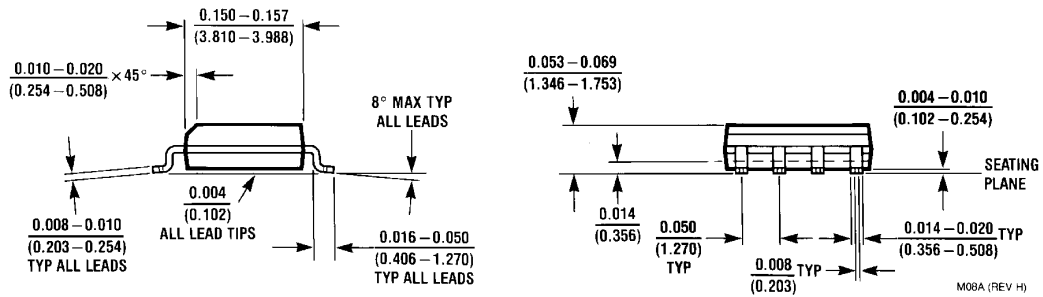 0.150 – 0.157
(3.810 – 3.988)
0.010 – 0.020
(0.254 – 0.508)
× 45°
8° MAX TYP
ALL LEADS
0.004
(0.102)
ALL LEAD TIPS
0.008 – 0.010
(0.203 – 0.254)
TYP ALL LEADS
0.016 – 0.050
(0.406 – 1.270)
TYP ALL LEADS
0.053 – 0.069
(1.346 – 1.753)
0.004 – 0.010
(0.102 – 0.254)
SEATING
PLANE
0.014
(0.356)
0.050
(1.270)
TYP
0.014 – 0.020 TYP
(0.356 – 0.508)
0.008 TYP
(0.203)
M08A (REV H)